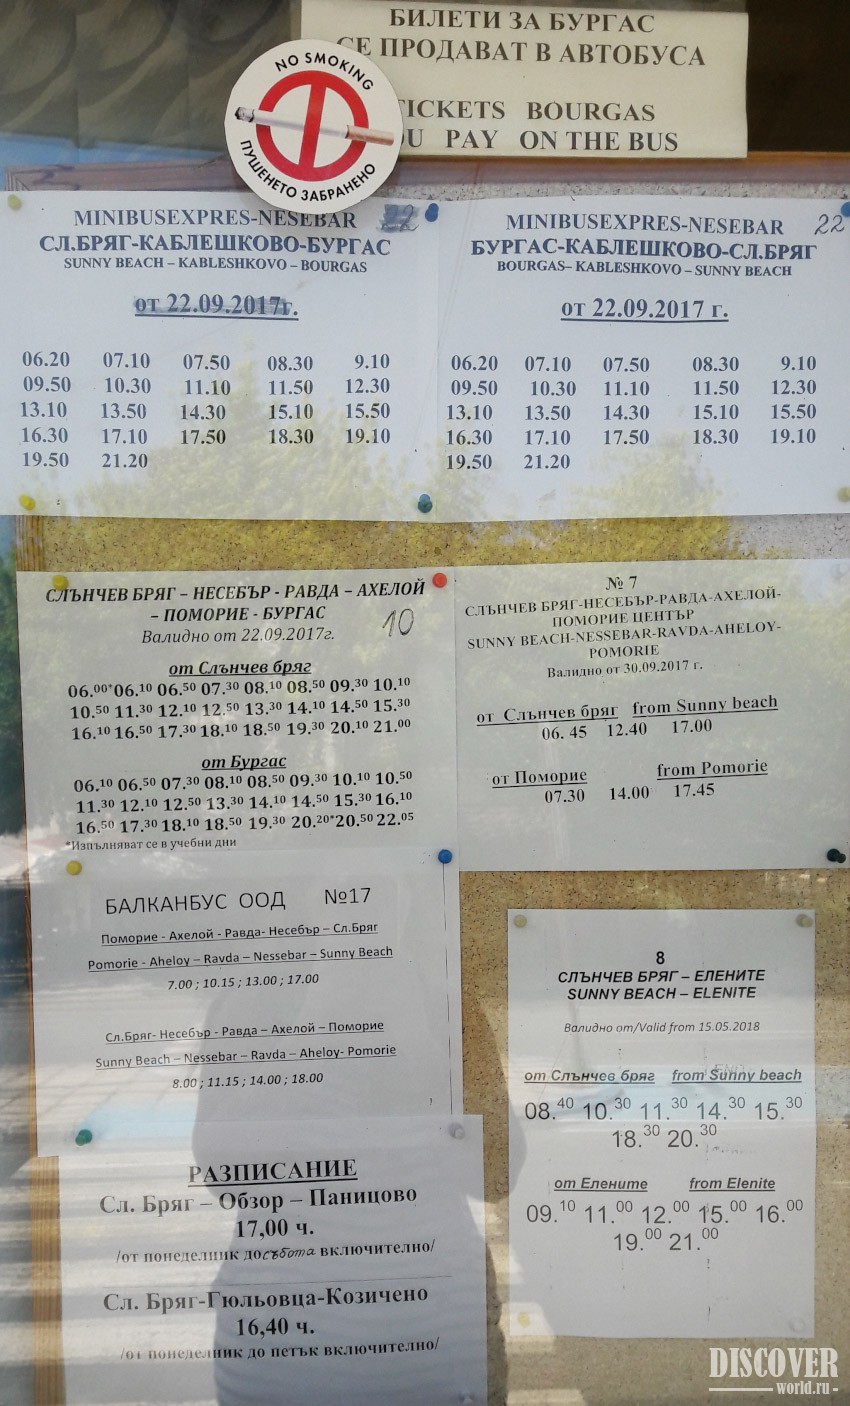 БИЛЕТИ ЗА БУРГАС
СЕ ПРОДАВАТ В АВТОБУСА
TICKETS BOURGAS
PAY ON THE BUS
NO SMOKING
ПУШЕНЕТО ЗАБРАНЕНО
MINIBUSEXPRES-NESEBAR
СЛ.БРЯГ-КАБЛЕШКОВО-БУРГАС
SUNNY BEACH – KABLESHKOVO – BOURGAS
от 22.09.2017г.
06.20 07.10 07.50 08.30 9.10
09.50 10.30 11.10 11.50 12.30
13.10 13.50 14.30 15.10 15.50
16.30 17.10 17.50 18.30 19.10
19.50 21.20
MINIBUSEXPRES-NESEBAR 22
БУРГАС-КАБЛЕШКОВО-СЛ.БРЯГ
BOURGAS– KABLESHKOVO – SUNNY BEACH
от 22.09.2017 г.
06.20 07.10 07.50 08.30 9.10
09.50 10.30 11.10 11.50 12.30
13.10 13.50 14.30 15.10 15.50
16.30 17.10 17.50 18.30 19.10
19.50 21.20
СЛЪНЧЕВ БРЯГ – НЕСЕБЪР - РАВДА – АХЕЛОЙ
– ПОМОРИЕ - БУРГАС
Валидно от 22.09.2017г. 10
от Слънчев бряг
06.00* 06.10 06.50 07.30 08.10 08.50 09.30 10.10
10.50 11.30 12.10 12.50 13.30 14.10 14.50 15.30
16.10 16.50 17.30 18.10 18.50 19.30 20.10 21.00
от Бургас
06.10 06.50 07.30 08.10 08.50 09.30 10.10 10.50
11.30 12.10 12.50 13.30 14.10 14.50 15.30 16.10
16.50 17.30 18.10 18.50 19.30 20.20* 20.50 22.05
*Изпълняват се в учебни дни
№ 7
СЛЪНЧЕВ БРЯГ-НЕСЕБЪР-РАВДА-АХЕЛОЙ-
ПОМОРИЕ ЦЕНТЪР
SUNNY BEACH-NESSEBAR-RAVDA-AHELOY-
POMORIE
Валидно от 30.09.2017 г.
от Слънчев бряг from Sunny beach
06. 45 12.40 17.00
от Поморие from Pomorie
07.30 14.00 17.45
БАЛКАНБУС ООД №17
Поморие - Ахелой - Равда- Несебър – Сл.Бряг
Pomorie - Aheloy – Ravda – Nessebar – Sunny Beach
7.00 ; 10.15 ; 13.00 ; 17.00
Сл.Бряг- Несебър - Равда – Ахелой – Поморие
Sunny Beach – Nessebar – Ravda – Aheloy- Pomorie
8.00 ; 11.15 ; 14.00 ; 18.00
8
СЛЪНЧЕВ БРЯГ – ЕЛЕНИТЕ
SUNNY BEACH – ELENITE
Валидно от/Valid from 15.05.2018
от Слънчев бряг from Sunny beach
08.40 10.30 11.30 14.30 15.30
18.30 20.30
от Елените from Elenite
09.10 11.00 12.00 15.00 16.00
19.00 21.00
РАЗПИСАНИЕ
Сл. Бряг – Обзор – Паницово
17,00 ч.
/от понеделник до събота включително/
Сл. Бряг-Гюльовца-Козичено
16,40 ч.
/от понеделник до петък включително/
DISCOVER
world.ru